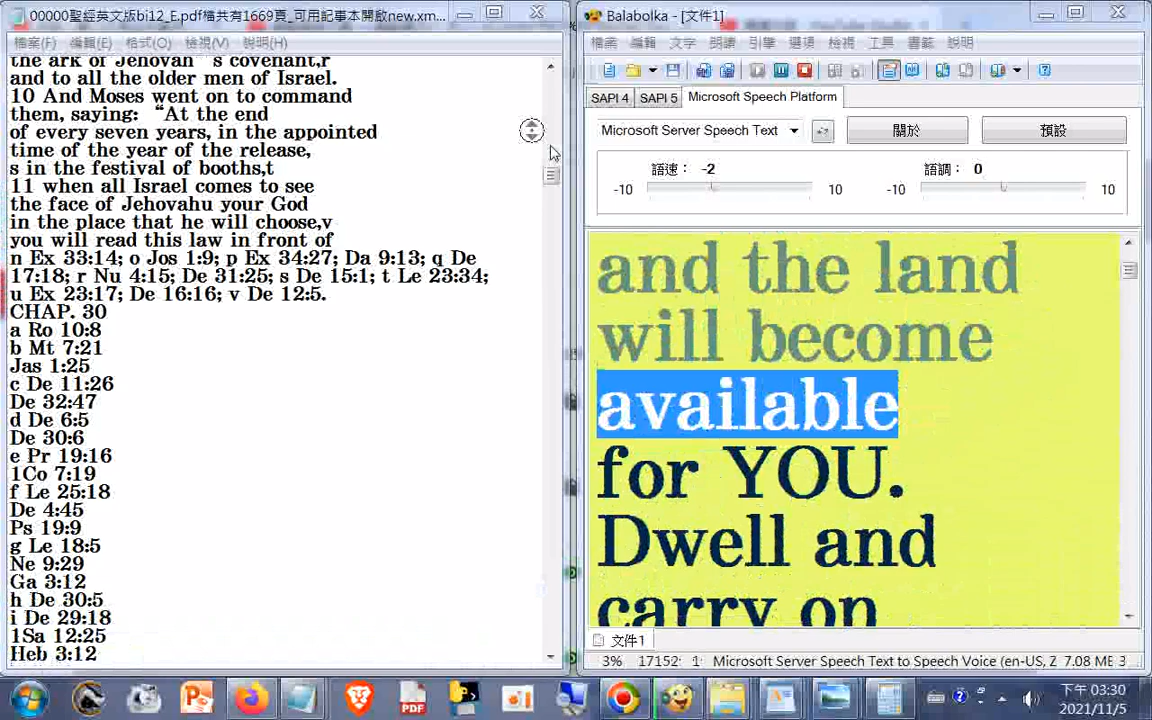 00000聖經英文版bi12_E.pdf檔共有1669頁_可用記事本開啟new.xm...
檔案(F) 編輯(E) 格式(O) 檢視(V) 說明(H)
the ark of Jehovah's covenant,r
and to all the older men of Israel.
10 And Moses went on to command
them, saying: “At the end
of every seven years, in the appointed
time of the year of the release,
s in the festival of booths,t
11 when all Israel comes to see
the face of Jehovahu your God
in the place that he will choose,v
you will read this law in front of
n Ex 33:14; o Jos 1:9; p Ex 34:27; Da 9:13; q De
17:18; r Nu 4:15; De 31:25; s De 15:1; t Le 23:34;
u Ex 23:17; De 16:16; v De 12:5.
CHAP. 30
a Ro 10:8
b Mt 7:21
Jas 1:25
c De 11:26
De 32:47
d De 6:5
De 30:6
e Pr 19:16
1Co 7:19
f Le 25:18
De 4:45
Ps 19:9
g Le 18:5
Ne 9:29
Ga 3:12
h De 30:5
i De 29:18
1Sa 12:25
Heb 3:12
Balabolka - [文件1]
檔案 編輯 文字 朗讀 引擎 選項 檢視 工具 書籤 說明
SAPI 4 SAPI 5 Microsoft Speech Platform
Microsoft Server Speech Text 關於 預設
語速： -2 語調： 0
-10 10 -10 10
and the land
will become
available
for YOU.
Dwell and
carry on
文件1
3% 17152: 1: Microsoft Server Speech Text to Speech Voice (en-US, Z 7.08 ME 3
下午 03:30
2021/11/5